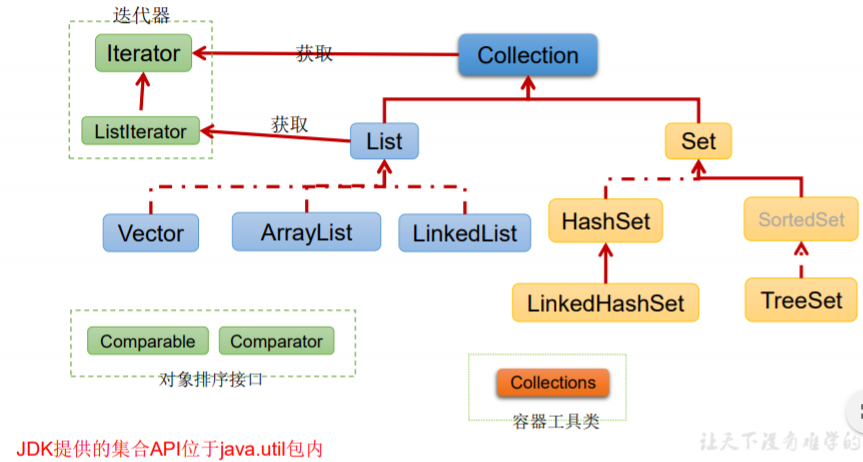 迭代器
Iterator
获取
Collection
ListIterator
获取
List
Set
Vector
ArrayList
LinkedList
HashSet
SortedSet
LinkedHashSet
TreeSet
Comparable
Comparator
对象排序接口
Collections
容器工具类
JDK提供的集合API位于java.util包内
让天下没有难学的